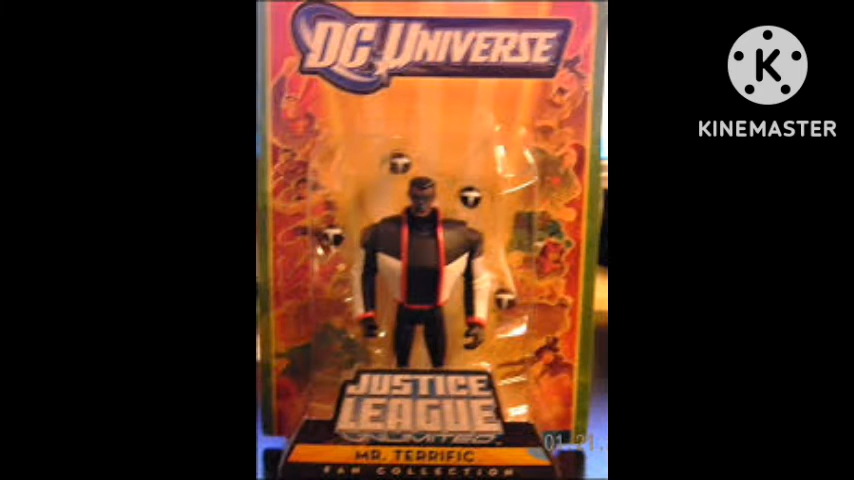 DC UNIVERSE
K
KINEMASTER
T
T
T
T
JUSTICE
LEAGUE
UNLIMITED
MR. TERRIFIC
FAN COLLECTION